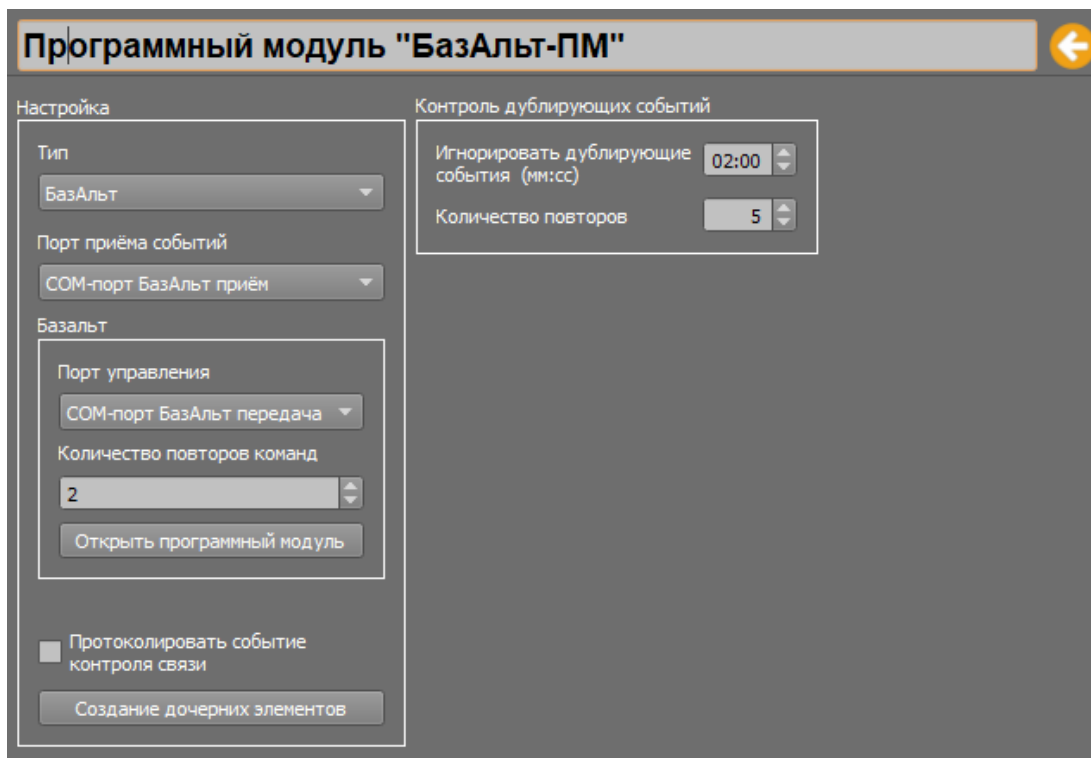 Программный модуль "БазАльт-ПМ"
Настройка
Тип
БазАльт
Порт приёма событий
COM-порт БазАльт приём
Базальт
Порт управления
COM-порт БазАльт передача
Количество повторов команд
2
Открыть программный модуль
Протоколировать событие
контроля связи
Создание дочерних элементов
Контроль дублирующих событий
Игнорировать дублирующие
события (мм:сс)
02:00
Количество повторов
5